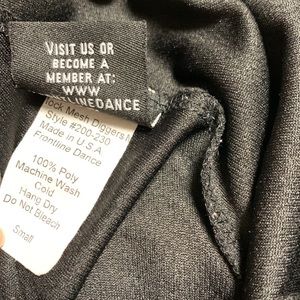 VISIT US OR
BECOME A
MEMBER AT:
WWW
LINEDANCE
ock Mesh Diggers
Style #200-230
Made in U.S.A
Frontline Dance
100% Poly
Machine Wash
Cold
Hang Dry
Do Not Bleach
Small